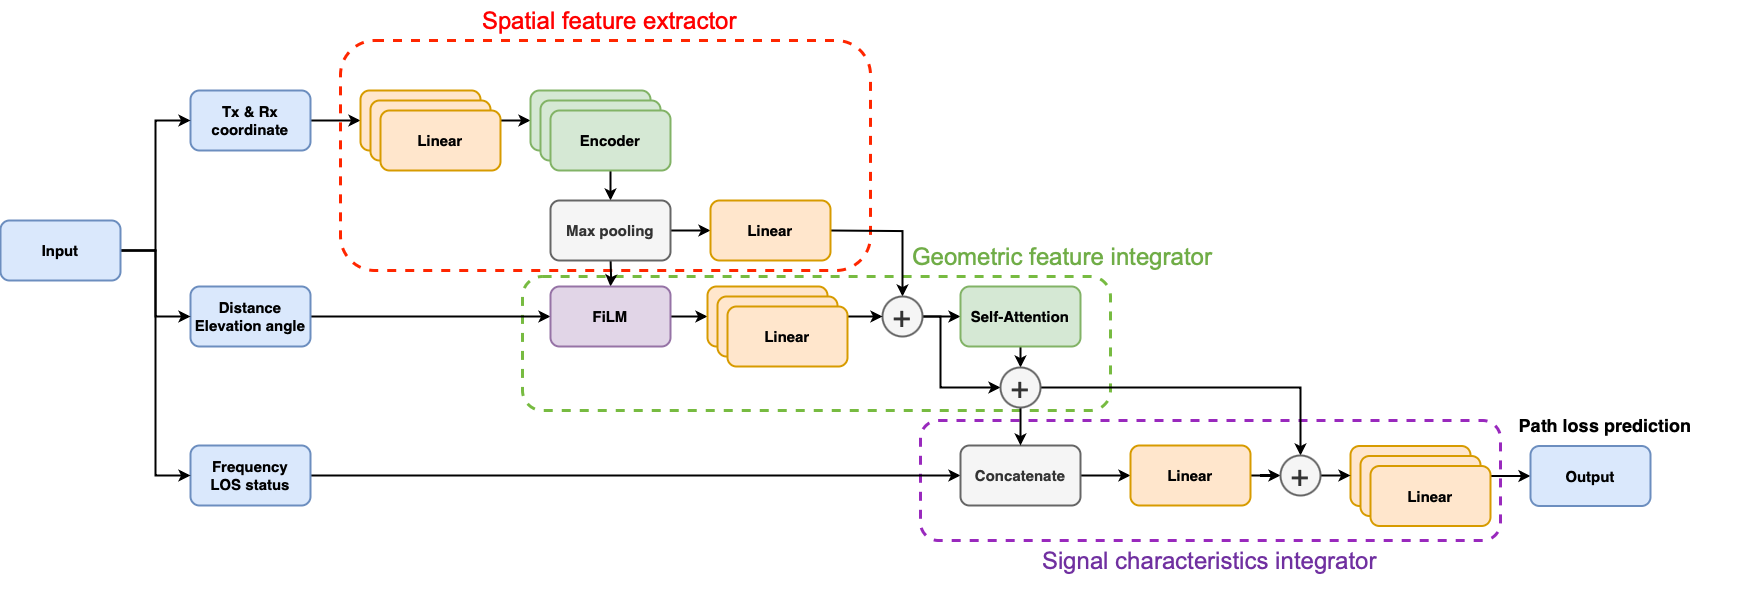 Spatial feature extractor
Tx & Rx
coordinate
Linear
Encoder
Max pooling
Linear
Input
Geometric feature integrator
Distance
Elevation angle
FiLM
Linear
+
Self-Attention
+
Path loss prediction
Frequency
LOS status
Concatenate
Linear
+
Linear
Output
Signal characteristics integrator